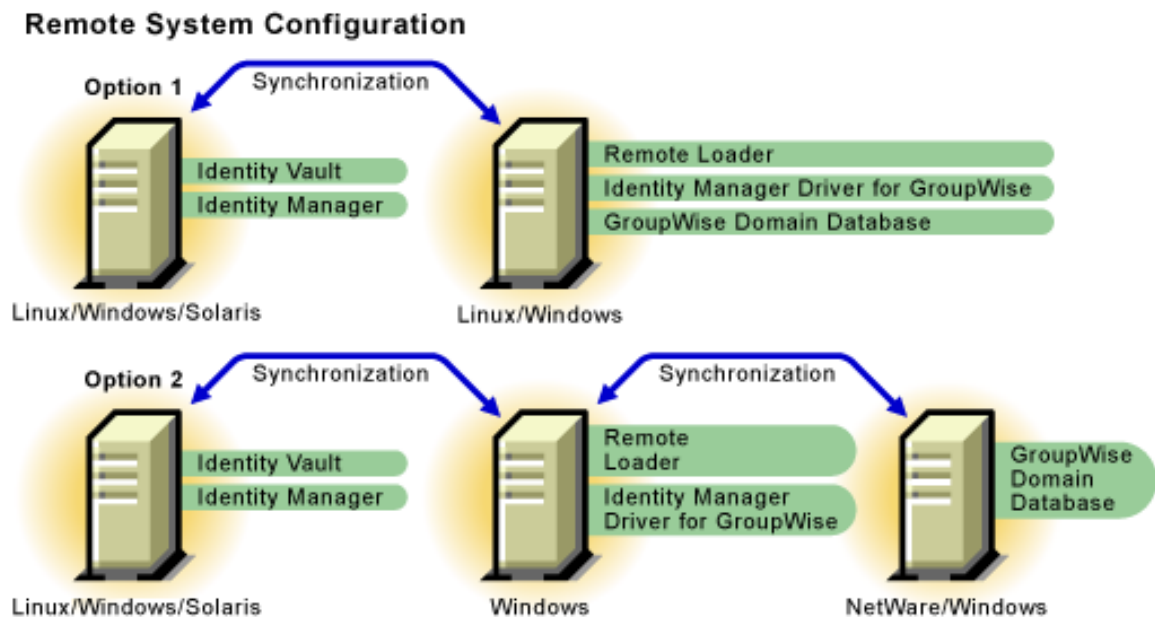 Remote System Configuration
Option 1
Synchronization
Identity Vault
Identity Manager
Remote Loader
Identity Manager Driver for GroupWise
GroupWise Domain Database
Linux/Windows/Solaris
Linux/Windows
Option 2
Synchronization
Synchronization
Identity Vault
Identity Manager
Remote
Loader
Identity Manager
Driver for GroupWise
GroupWise
Domain
Database
Linux/Windows/Solaris
Windows
NetWare/Windows